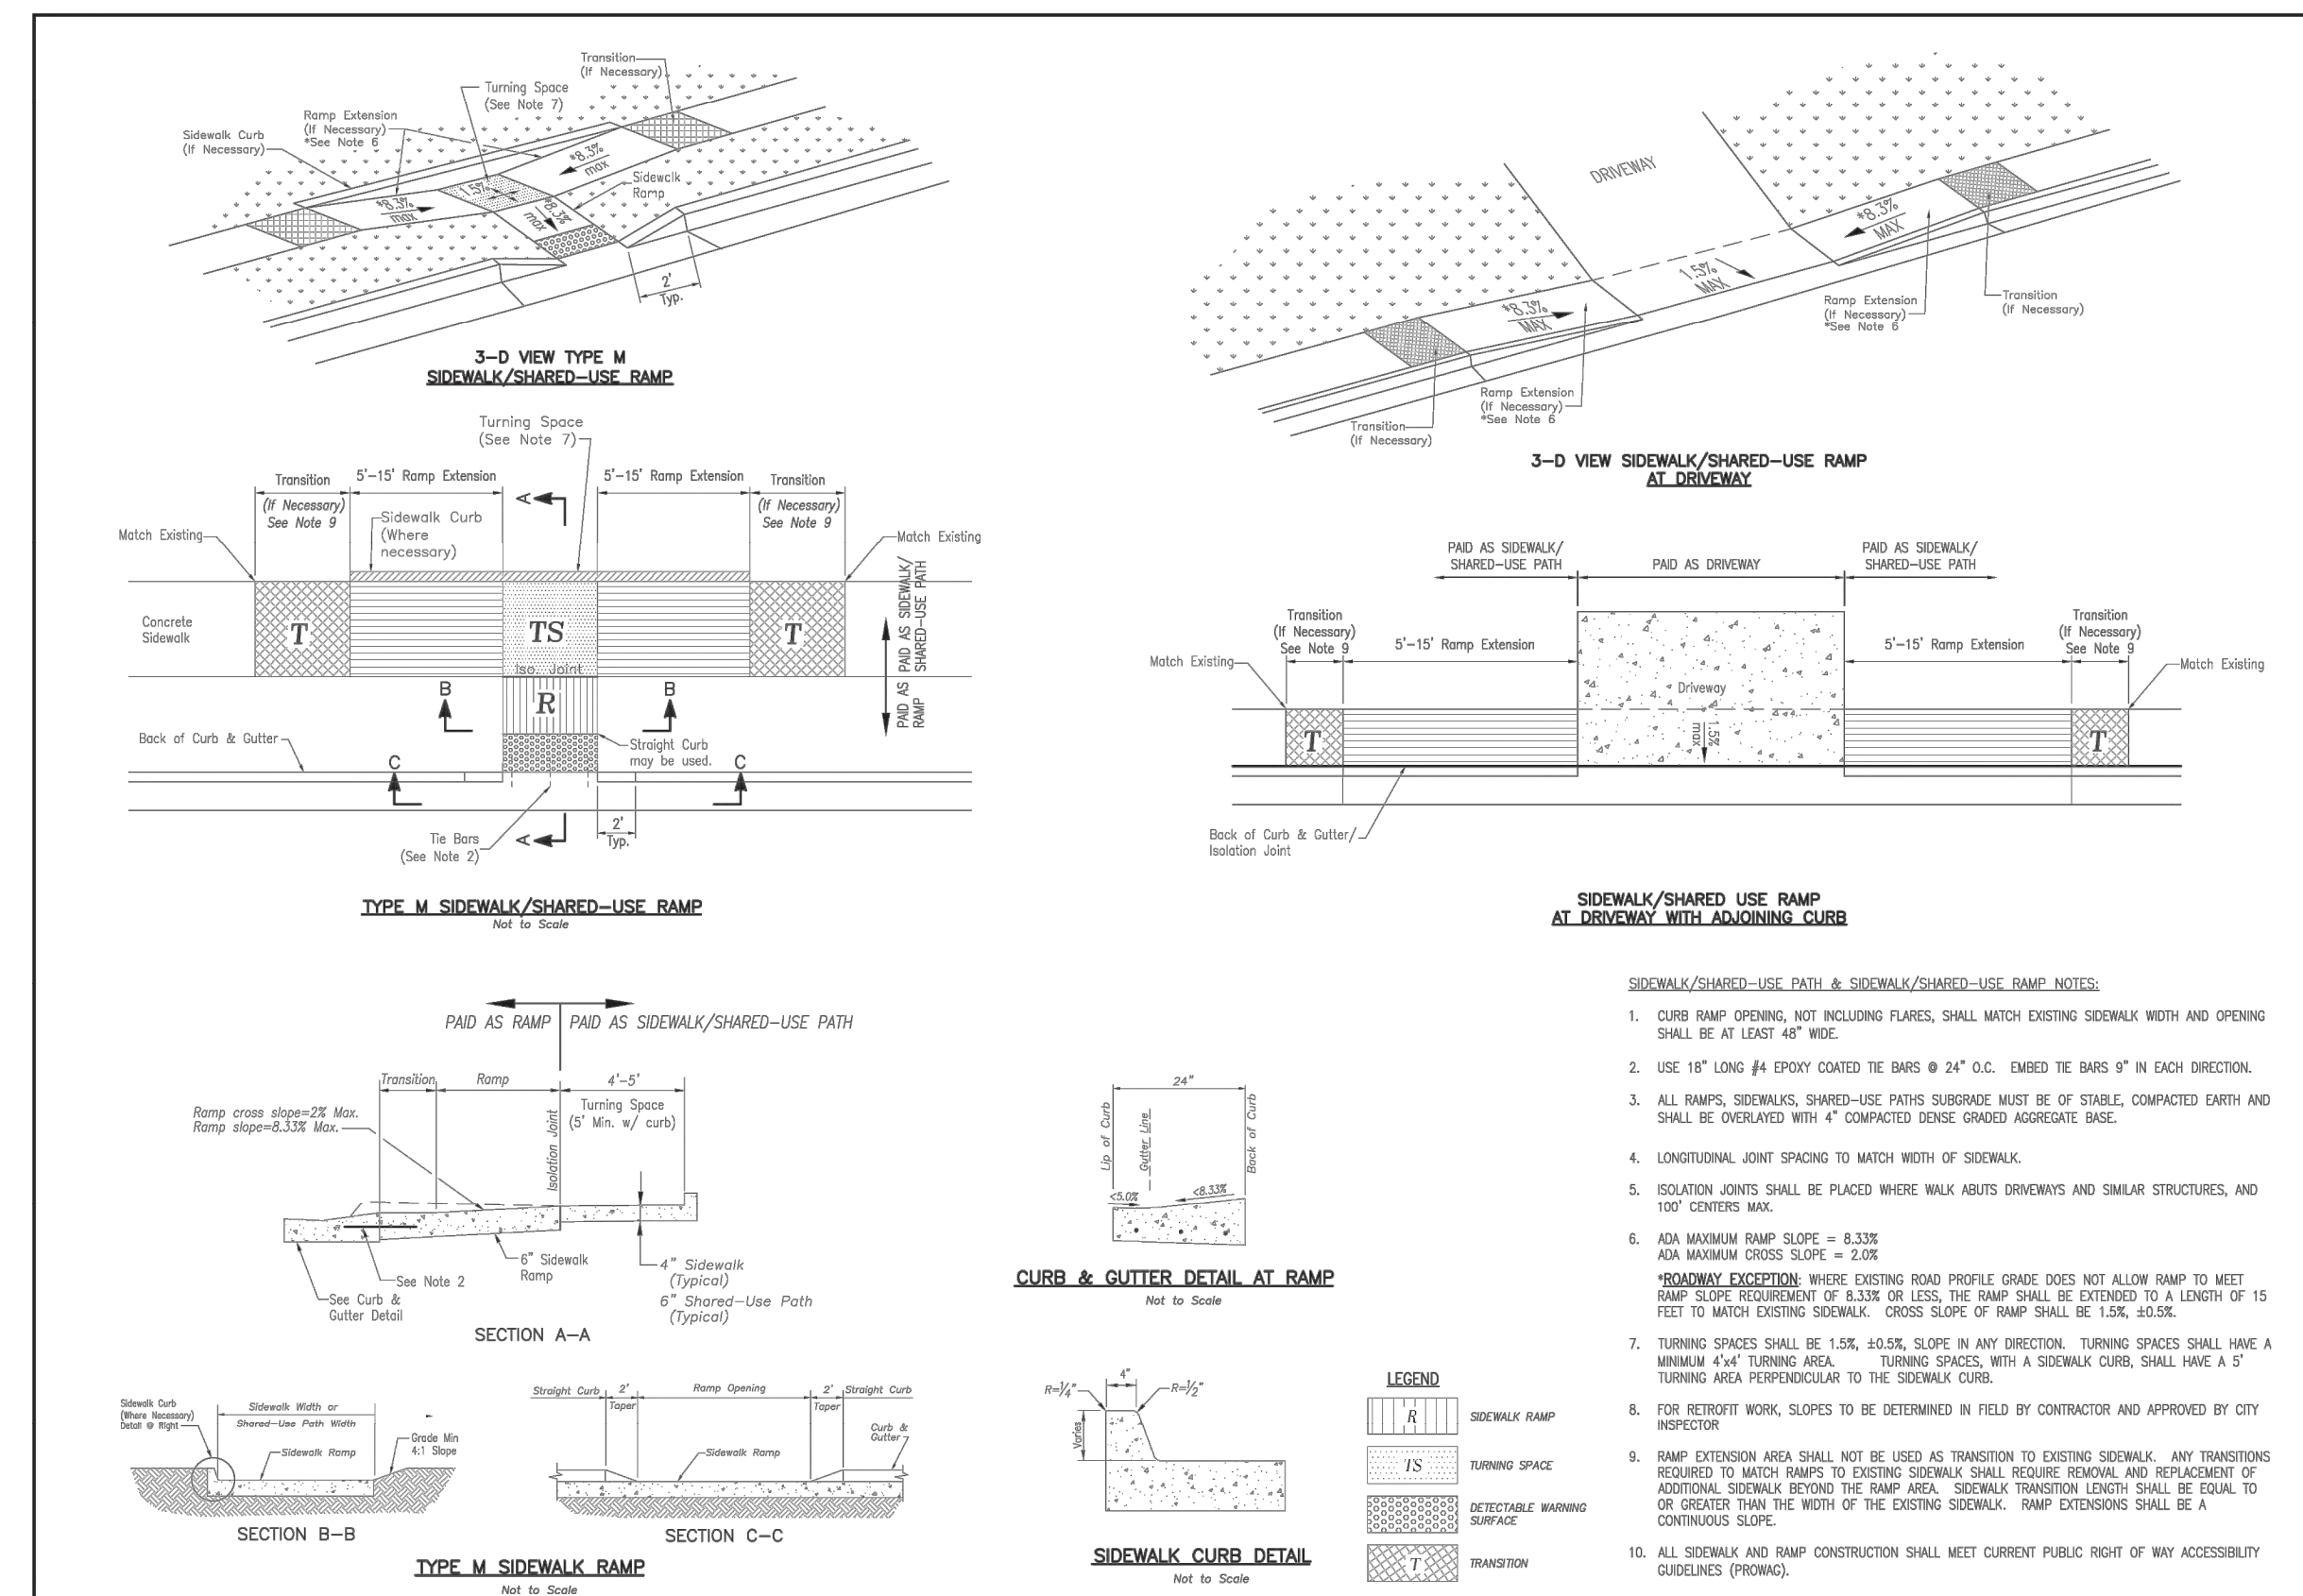 Transition
(If Necessary)
Turning Space
(See Note 7)
Ramp Extension
(If Necessary)
*See Note 6
Sidewalk Curb
(If Necessary)
*8.3%
max
1.5%
*8.3%
max
*8.3%
max
Sidewalk
Ramp
2'
Typ.
3-D VIEW TYPE M
SIDEWALK/SHARED-USE RAMP
DRIVEWAY
*8.3%
MAX
1.5%
MAX
*8.3%
MAX
Ramp Extension
(If Necessary)
*See Note 6
Transition
(If Necessary)
Ramp Extension
(If Necessary)
*See Note 6
Transition
(If Necessary)
3-D VIEW SIDEWALK/SHARED-USE RAMP
AT DRIVEWAY
Turning Space
(See Note 7)
Transition
(If Necessary)
See Note 9
5'-15' Ramp Extension
A
5'-15' Ramp Extension
Transition
(If Necessary)
See Note 9
Sidewalk Curb
(Where
necessary)
Match Existing
Match Existing
Concrete
Sidewalk
T
TS
T
Iso. Joint
PAID AS SIDEWALK/
SHARED-USE PATH
PAID AS
RAMP
B
R
B
Back of Curb & Gutter
Straight Curb
may be used.
C
C
Tie Bars
(See Note 2)
A
2'
Typ.
TYPE M SIDEWALK/SHARED-USE RAMP
Not to Scale
PAID AS SIDEWALK/
SHARED-USE PATH
PAID AS DRIVEWAY
PAID AS SIDEWALK/
SHARED-USE PATH
Transition
(If Necessary)
See Note 9
5'-15' Ramp Extension
5'-15' Ramp Extension
Transition
(If Necessary)
See Note 9
Match Existing
Match Existing
Driveway
1.5%
max
T
T
Back of Curb & Gutter/
Isolation Joint
SIDEWALK/SHARED USE RAMP
AT DRIVEWAY WITH ADJOINING CURB
PAID AS RAMP
PAID AS SIDEWALK/SHARED-USE PATH
Transition
Ramp
4'-5'
Turning Space
(5' Min. w/ curb)
Isolation Joint
Ramp cross slope=2% Max.
Ramp slope=8.33% Max.
6" Sidewalk
Ramp
See Note 2
See Curb &
Gutter Detail
4" Sidewalk
(Typical)
6" Shared-Use Path
(Typical)
SECTION A-A
24"
Lip of Curb
Gutter Line
Back of Curb
<5.0%
<8.33%
CURB & GUTTER DETAIL AT RAMP
Not to Scale
Sidewalk Curb
(Where Necessary)
Detail @ Right
Sidewalk Width or
Shared-Use Path Width
Sidewalk Ramp
Grade Min
4:1 Slope
SECTION B-B
Straight Curb
2'
Taper
Ramp Opening
2'
Taper
Straight Curb
Curb &
Gutter
Sidewalk Ramp
SECTION C-C
TYPE M SIDEWALK RAMP
Not to Scale
4"
R=1/4"
R=1/2"
Varies
SIDEWALK CURB DETAIL
Not to Scale
LEGEND
R SIDEWALK RAMP
TS TURNING SPACE
DETECTABLE WARNING
SURFACE
T TRANSITION
SIDEWALK/SHARED-USE PATH & SIDEWALK/SHARED-USE RAMP NOTES:
1. CURB RAMP OPENING, NOT INCLUDING FLARES, SHALL MATCH EXISTING SIDEWALK WIDTH AND OPENING
SHALL BE AT LEAST 48" WIDE.
2. USE 18" LONG #4 EPOXY COATED TIE BARS @ 24" O.C. EMBED TIE BARS 9" IN EACH DIRECTION.
3. ALL RAMPS, SIDEWALKS, SHARED-USE PATHS SUBGRADE MUST BE OF STABLE, COMPACTED EARTH AND
SHALL BE OVERLAYED WITH 4" COMPACTED DENSE GRADED AGGREGATE BASE.
4. LONGITUDINAL JOINT SPACING TO MATCH WIDTH OF SIDEWALK.
5. ISOLATION JOINTS SHALL BE PLACED WHERE WALK ABUTS DRIVEWAYS AND SIMILAR STRUCTURES, AND
100' CENTERS MAX.
6. ADA MAXIMUM RAMP SLOPE = 8.33%
ADA MAXIMUM CROSS SLOPE = 2.0%
*ROADWAY EXCEPTION: WHERE EXISTING ROAD PROFILE GRADE DOES NOT ALLOW RAMP TO MEET
RAMP SLOPE REQUIREMENT OF 8.33% OR LESS, THE RAMP SHALL BE EXTENDED TO A LENGTH OF 15
FEET TO MATCH EXISTING SIDEWALK. CROSS SLOPE OF RAMP SHALL BE 1.5%, ±0.5%.
7. TURNING SPACES SHALL BE 1.5%, ±0.5%, SLOPE IN ANY DIRECTION. TURNING SPACES SHALL HAVE A
MINIMUM 4'x4' TURNING AREA. TURNING SPACES, WITH A SIDEWALK CURB, SHALL HAVE A 5'
TURNING AREA PERPENDICULAR TO THE SIDEWALK CURB.
8. FOR RETROFIT WORK, SLOPES TO BE DETERMINED IN FIELD BY CONTRACTOR AND APPROVED BY CITY
INSPECTOR
9. RAMP EXTENSION AREA SHALL NOT BE USED AS TRANSITION TO EXISTING SIDEWALK. ANY TRANSITIONS
REQUIRED TO MATCH RAMPS TO EXISTING SIDEWALK SHALL REQUIRE REMOVAL AND REPLACEMENT OF
ADDITIONAL SIDEWALK BEYOND THE RAMP AREA. SIDEWALK TRANSITION LENGTH SHALL BE EQUAL TO
OR GREATER THAN THE WIDTH OF THE EXISTING SIDEWALK. RAMP EXTENSIONS SHALL BE A
CONTINUOUS SLOPE.
10. ALL SIDEWALK AND RAMP CONSTRUCTION SHALL MEET CURRENT PUBLIC RIGHT OF WAY ACCESSIBILITY
GUIDELINES (PROWAG).